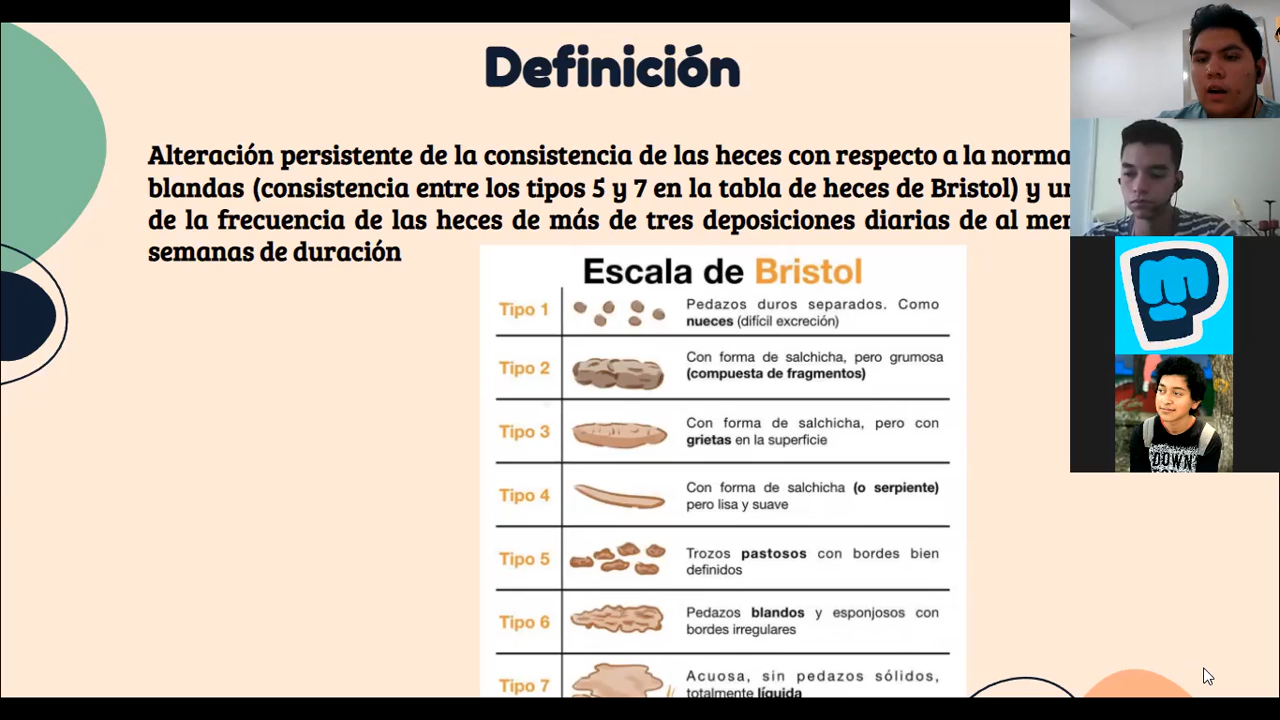 Definición
Alteración persistente de la consistencia de las heces con respecto a la norma
blandas (consistencia entre los tipos 5 y 7 en la tabla de heces de Bristol) y
de la frecuencia de las heces de más de tres deposiciones diarias de al
semanas de duración
Escala de Bristol
Tipo 1
Pedazos duros separados. Como
nueces (difícil excreción)
Tipo 2
Con forma de salchicha, pero grumosa
(compuesta de fragmentos)
Tipo 3
Con forma de salchicha, pero con
grietas en la superficie
Tipo 4
Con forma de salchicha (o serpiente)
pero lisa y suave
Tipo 5
Trozos pastosos con bordes bien
definidos
Tipo 6
Pedazos blandos y esponjosos con
bordes irregulares
Tipo 7
Acuosa, sin pedazos sólidos,
totalmente líquida
DOWN